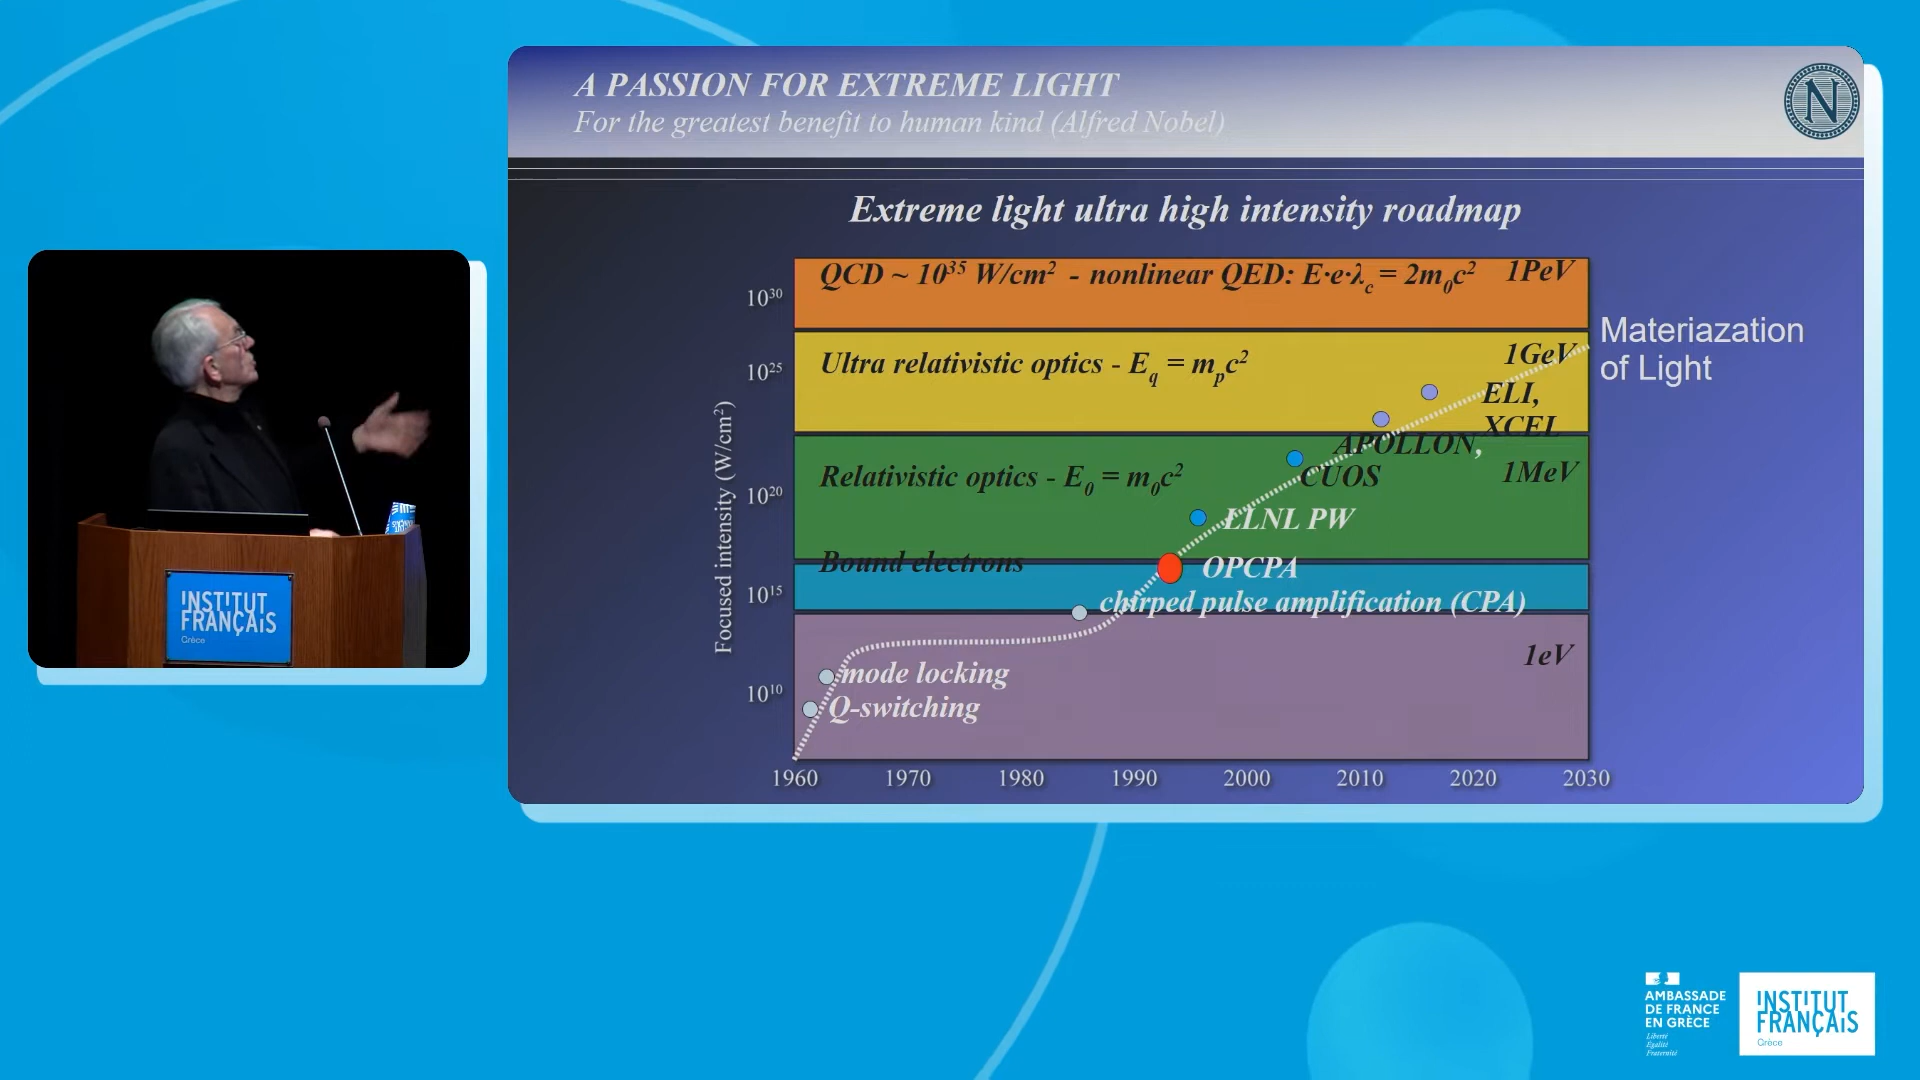 A PASSION FOR EXTREME LIGHT
For the greatest benefit to human kind (Alfred Nobel)
N
Extreme light ultra high intensity roadmap
QCD ~ 10³⁵ W/cm² - nonlinear QED: E·e·λc = 2m₀c² 1PeV
10³⁰
Materiazation
of Light
Ultra relativistic optics - Eq = mpc² 1GeV
10²⁵
ELI,
XCEL
APOLLON,
Relativistic optics - E₀ = m₀c² CUOS 1MeV
10²⁰
LLNL PW
Bound electrons OPCPA
10¹⁵
chirped pulse amplification (CPA)
1eV
mode locking
10¹⁰
Q-switching
Focused intensity (W/cm²)
1960 1970 1980 1990 2000 2010 2020 2030
INSTITUT
FRANÇAIS
Grèce
AMBASSADE
DE FRANCE
EN GRÈCE
Liberté
Égalité
Fraternité
INSTITUT
FRANÇAIS
Grèce